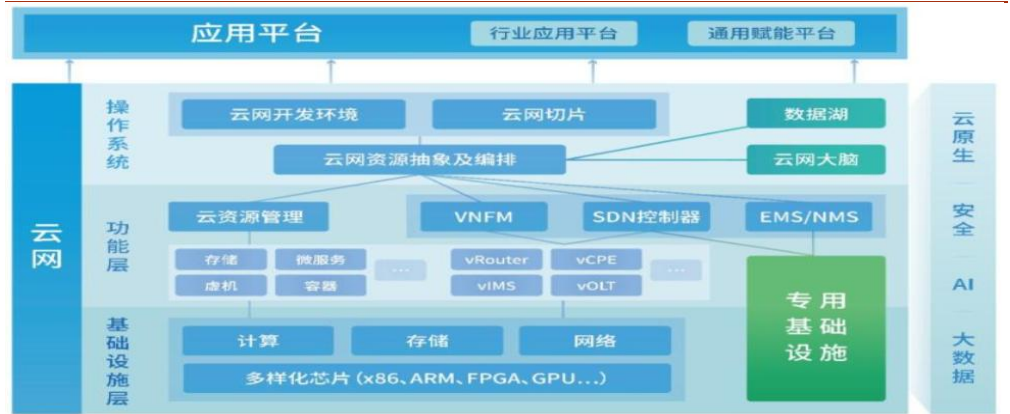 应用平台
行业应用平台
通用赋能平台
云网
操作系统
云网开发环境
云网切片
数据湖
云网资源抽象及编排
云网大脑
功能层
云资源管理
VNFM
SDN控制器
EMS/NMS
存储
微服务
...
vRouter
vCPE
...
虚机
容器
vIMS
vOLT
专用
基础
设施
基础设施层
计算
存储
网络
多样化芯片(x86、ARM、FPGA、GPU...)
云原生
安全
AI
大数据